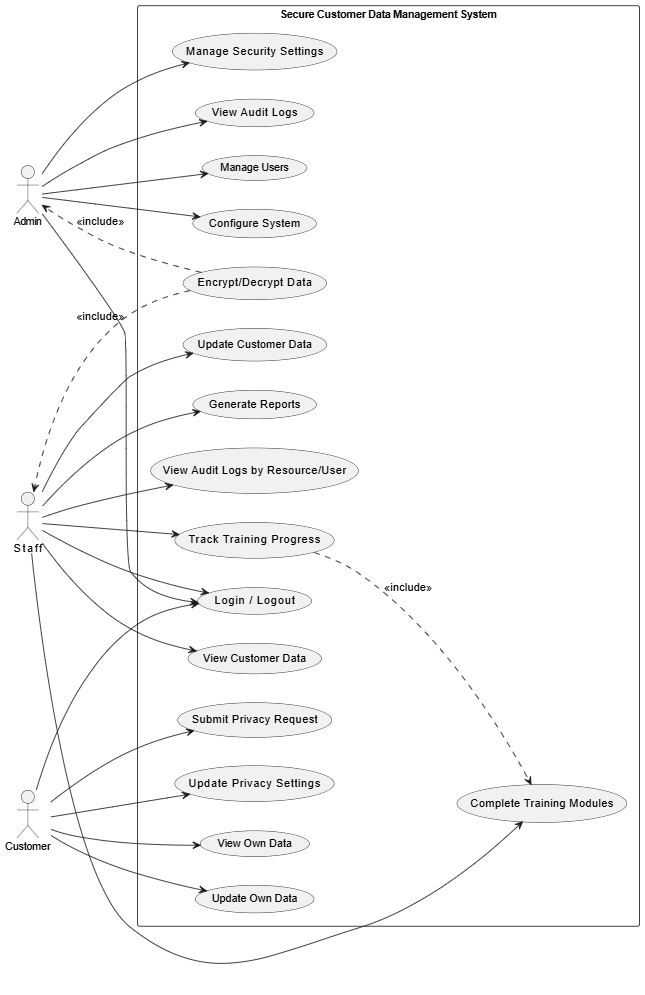 Secure Customer Data Management System
Manage Security Settings
View Audit Logs
Manage Users
Admin
«include»
Configure System
Encrypt/Decrypt Data
«include»
Update Customer Data
Generate Reports
View Audit Logs by Resource/User
Staff
Track Training Progress
«include»
Login / Logout
View Customer Data
Submit Privacy Request
Update Privacy Settings
Complete Training Modules
Customer
View Own Data
Update Own Data